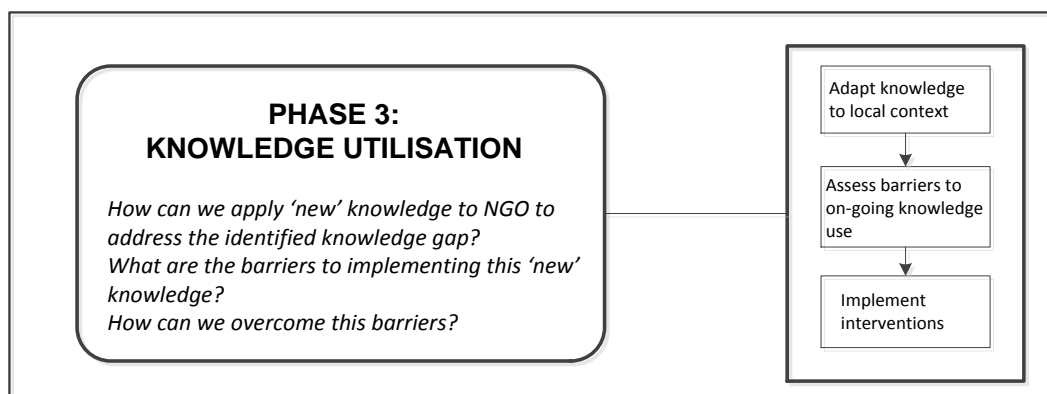 PHASE 3:
KNOWLEDGE UTILISATION
How can we apply ‘new’ knowledge to NGO to
address the identified knowledge gap?
What are the barriers to implementing this ‘new’
knowledge?
How can we overcome this barriers?
Adapt knowledge
to local context
Assess barriers to
on-going knowledge
use
Implement
interventions